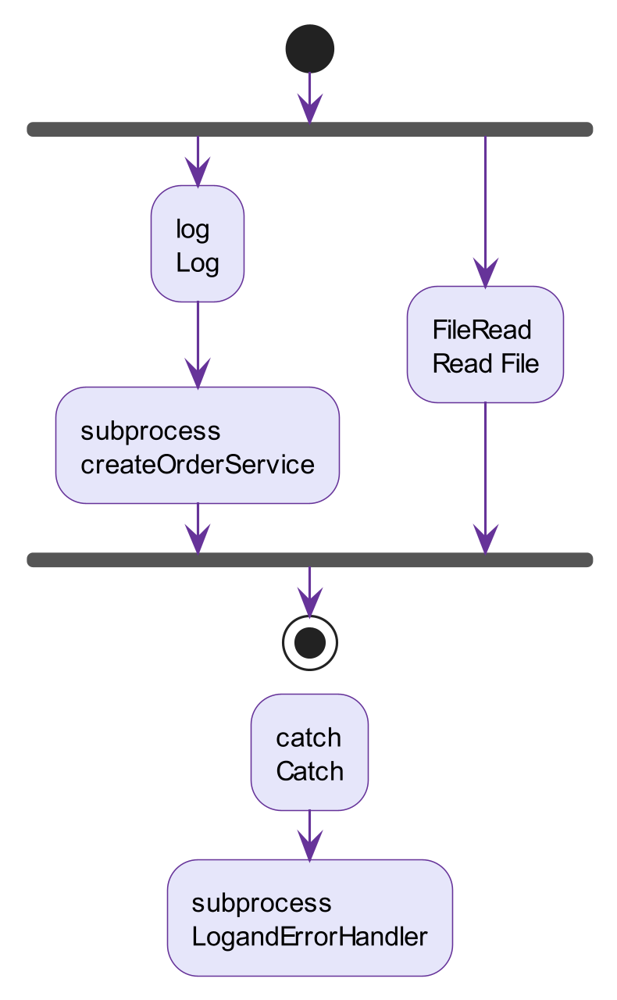 log
Log
FileRead
Read File
subprocess
createOrderService
catch
Catch
subprocess
LogandErrorHandler